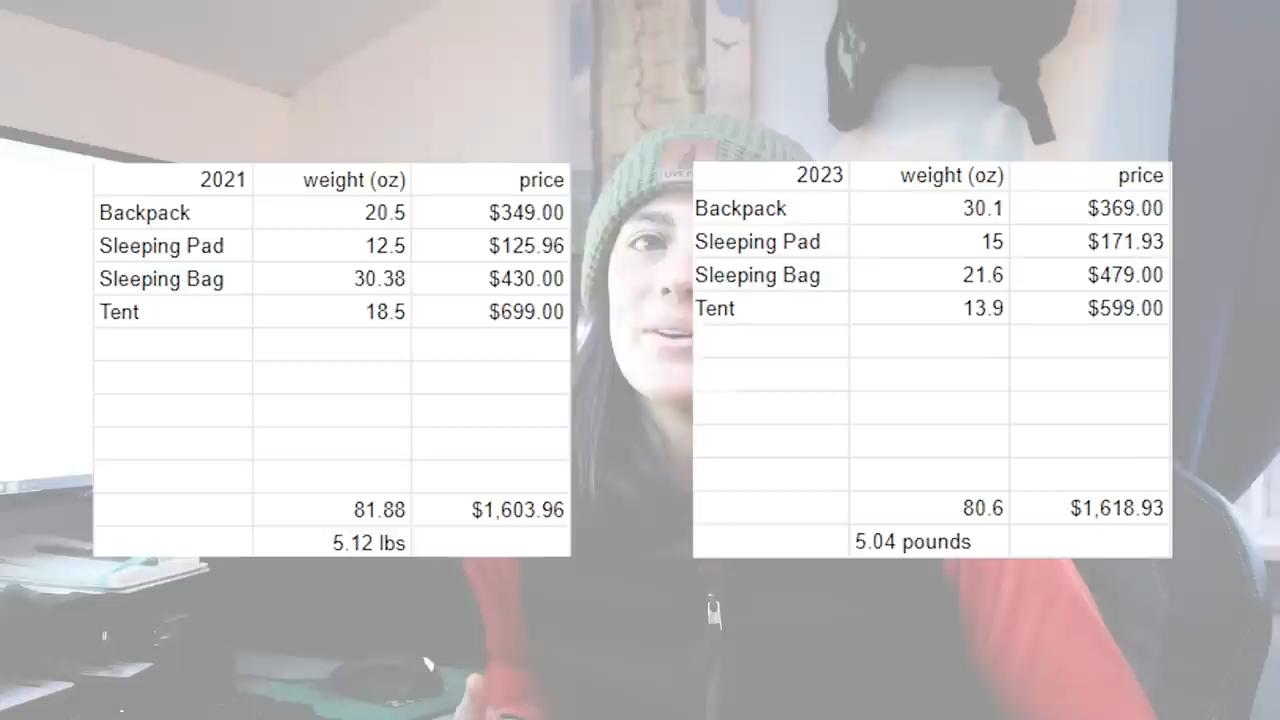 2021 weight (oz) price
Backpack 20.5 $349.00
Sleeping Pad 12.5 $125.96
Sleeping Bag 30.38 $430.00
Tent 18.5 $699.00
81.88 $1,603.96
5.12 lbs
2023 weight (oz) price
Backpack 30.1 $369.00
Sleeping Pad 15 $171.93
Sleeping Bag 21.6 $479.00
Tent 13.9 $599.00
80.6 $1,618.93
5.04 pounds